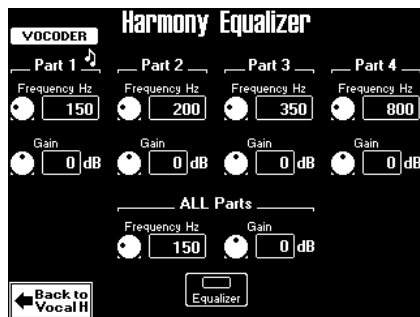 Harmony Equalizer
VOCODER
Part 1 Part 2 Part 3 Part 4
Frequency Hz Frequency Hz Frequency Hz Frequency Hz
150 200 350 800
Gain Gain Gain Gain
0 dB 0 dB 0 dB 0 dB
ALL Parts
Frequency Hz Gain
150 0 dB
Equalizer
Back to
Vocal H